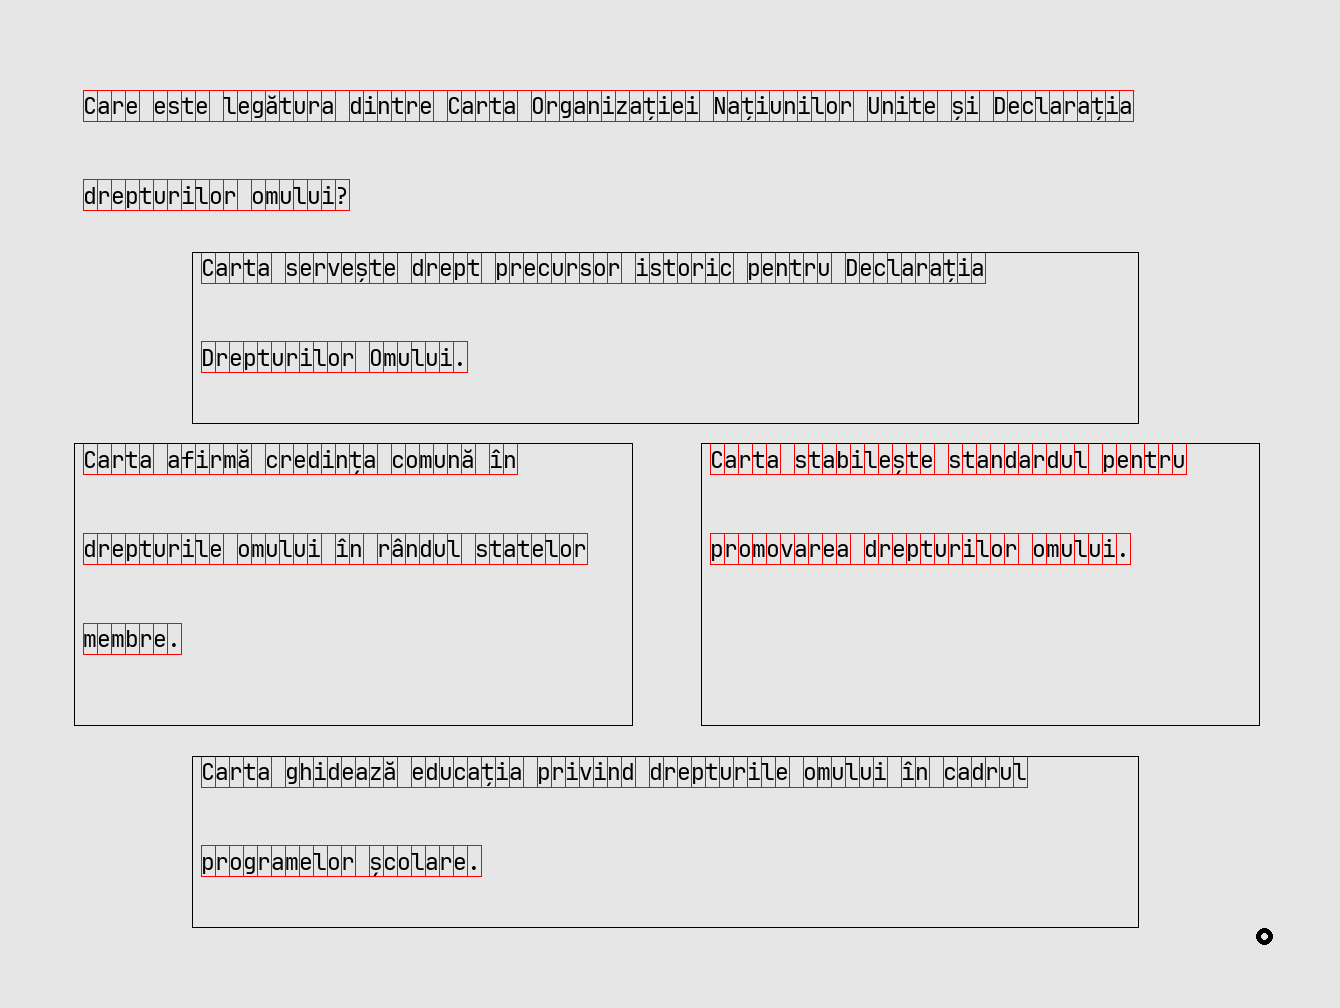 Care este legătura dintre Carta Organizației Națiunilor Unite și Declarația
drepturilor omului?
Carta servește drept precursor istoric pentru Declarația
Drepturilor Omului.
Carta afirmă credința comună în
drepturile omului în rândul statelor
membre.
Carta stabilește standardul pentru
promovarea drepturilor omului.
Carta ghidează educația privind drepturile omului în cadrul
programelor școlare.